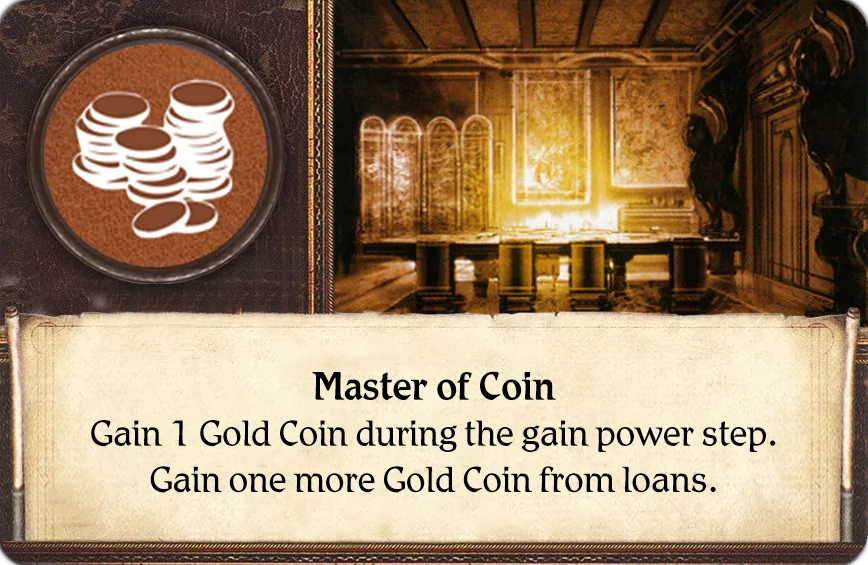 Master of Coin
Gain 1 Gold Coin during the gain power step.
Gain one more Gold Coin from loans.